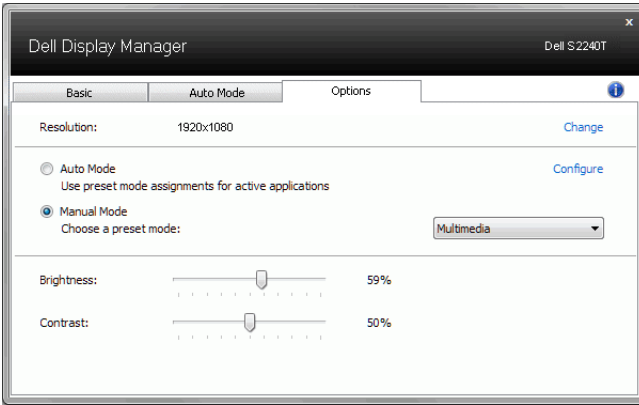 x
Dell Display Manager
Dell S2240T
Basic
Auto Mode
Options
i
Resolution:
1920x1080
Change
Auto Mode
Configure
Use preset mode assignments for active applications
Manual Mode
Choose a preset mode:
Multimedia
Brightness:
59%
Contrast:
50%